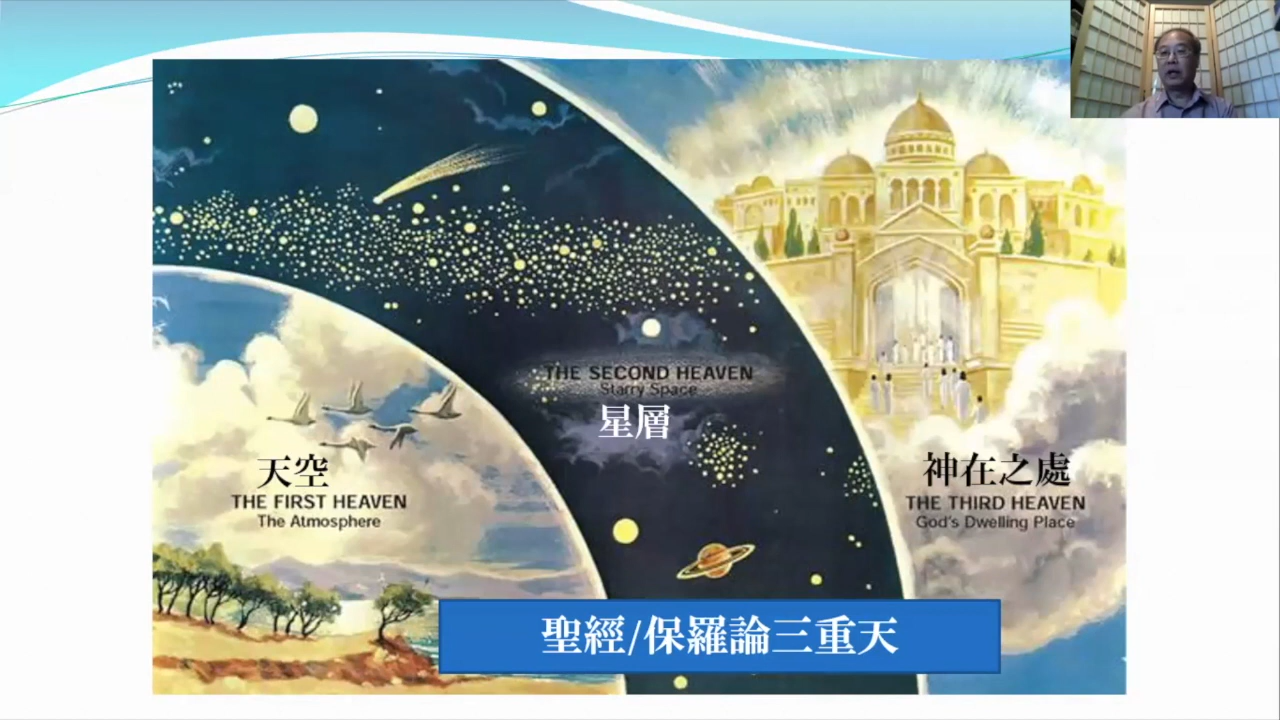 天空
THE FIRST HEAVEN
The Atmosphere
THE SECOND HEAVEN
Starry Space
星層
神在之處
THE THIRD HEAVEN
God's Dwelling Place
聖經/保羅論三重天